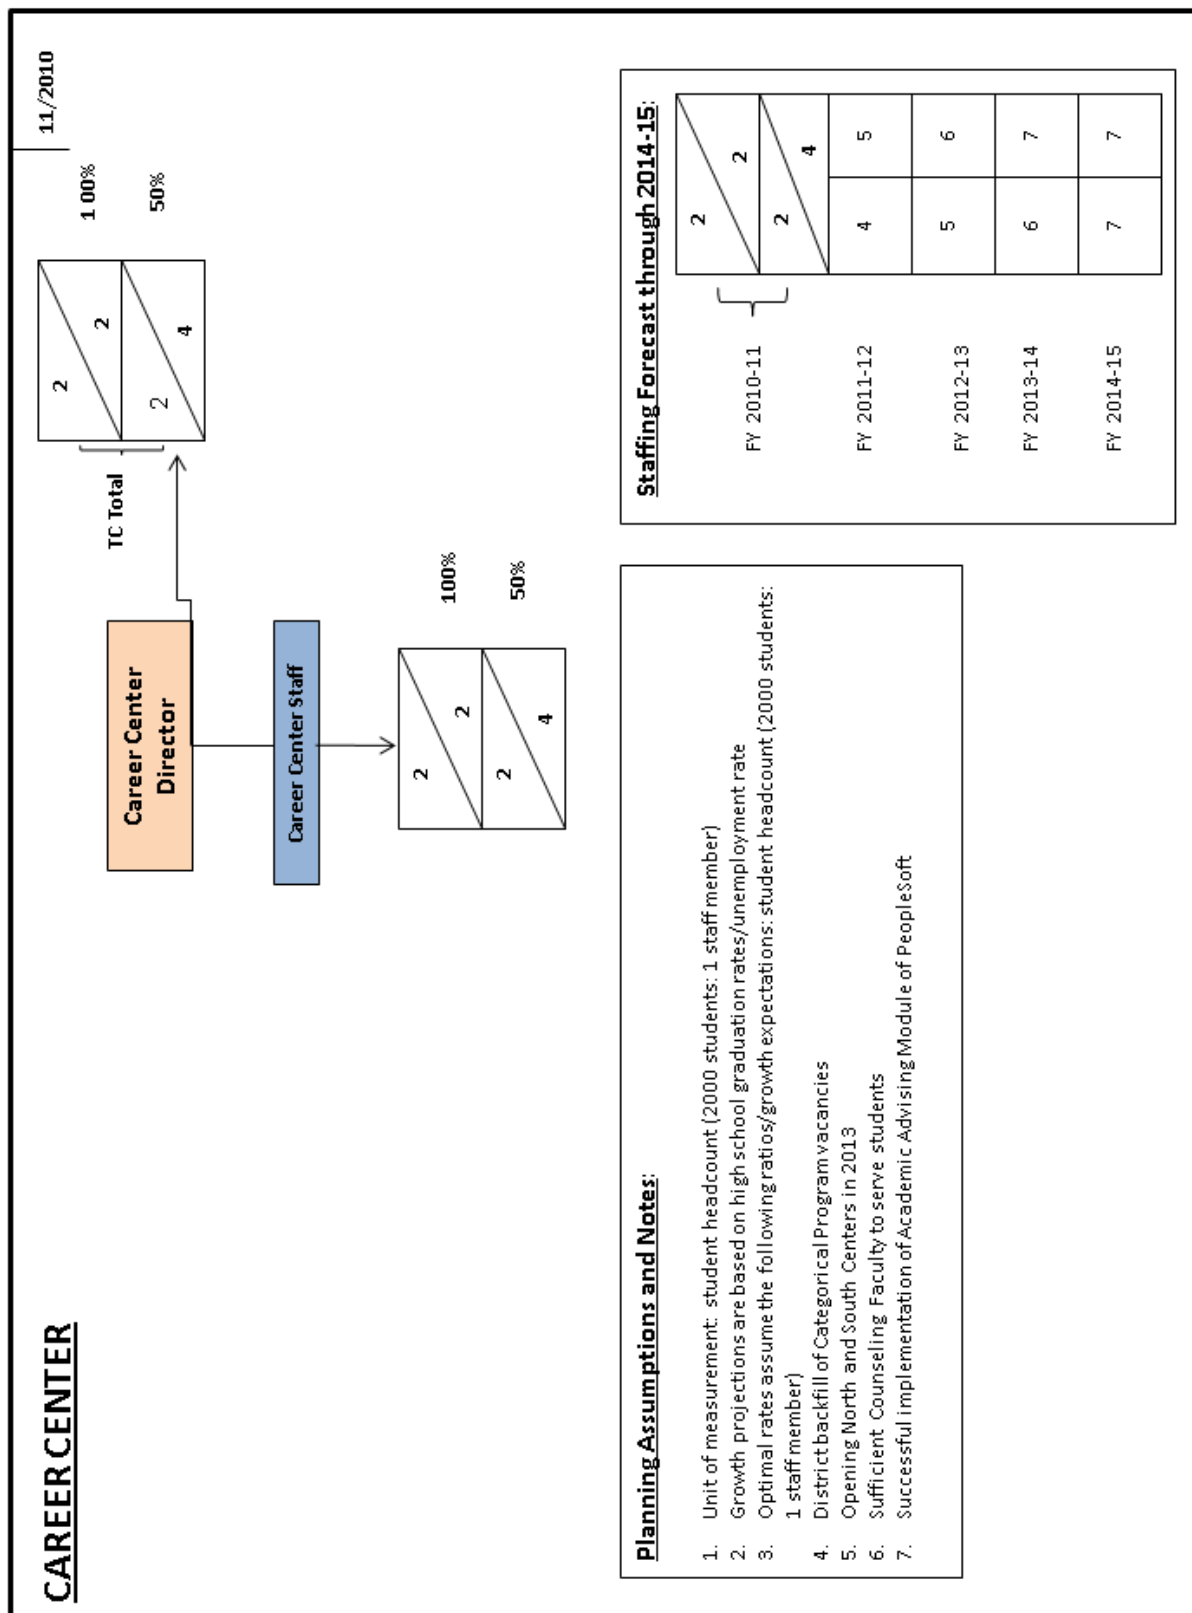 CAREER CENTER
11/2010
Career Center
Director
TC Total
2
2
100%
2
4
50%
Career Center Staff
2
2
100%
2
4
50%
Planning Assumptions and Notes:
1. Unit of measurement: student headcount (2000 students: 1 staff member)
2. Growth projections are based on high school graduation rates/unemployment rate
3. Optimal rates assume the following ratios/growth expectations: student headcount (2000 students:
1 staff member)
4. District backfill of Categorical Program vacancies
5. Opening North and South Centers in 2013
6. Sufficient Counseling Faculty to serve students
7. Successful implementation of Academic Advising Module of PeopleSoft
Staffing Forecast through 2014-15:
FY 2010-11
2
2
2
4
FY 2011-12 4 5
FY 2012-13 5 6
FY 2013-14 6 7
FY 2014-15 7 7